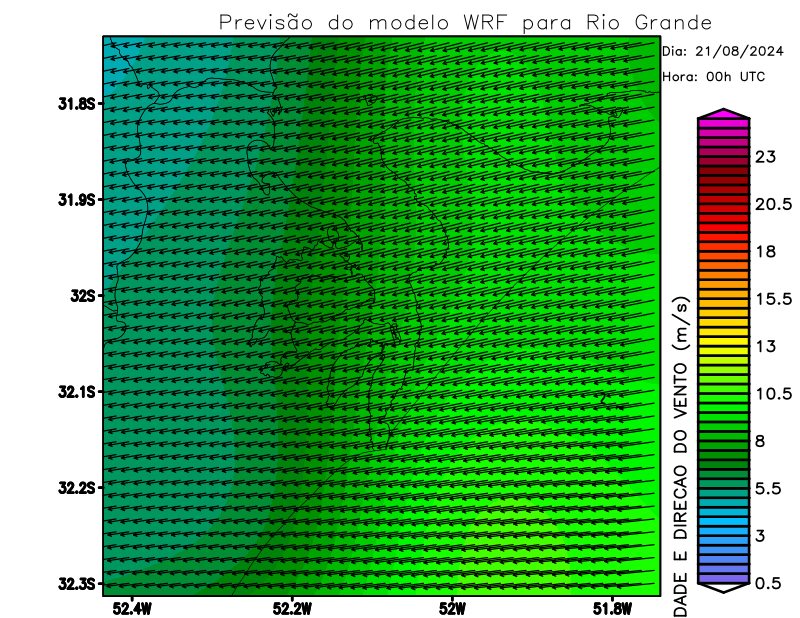 Previsão do modelo WRF para Rio Grande
Dia: 21/08/2024
Hora: 00h UTC
31.8S
31.9S
32S
32.1S
32.2S
32.3S
52.4W
52.2W
52W
51.8W
23
20.5
18
15.5
13
10.5
8
5.5
3
0.5
DADE E DIRECAO DO VENTO (m/s)